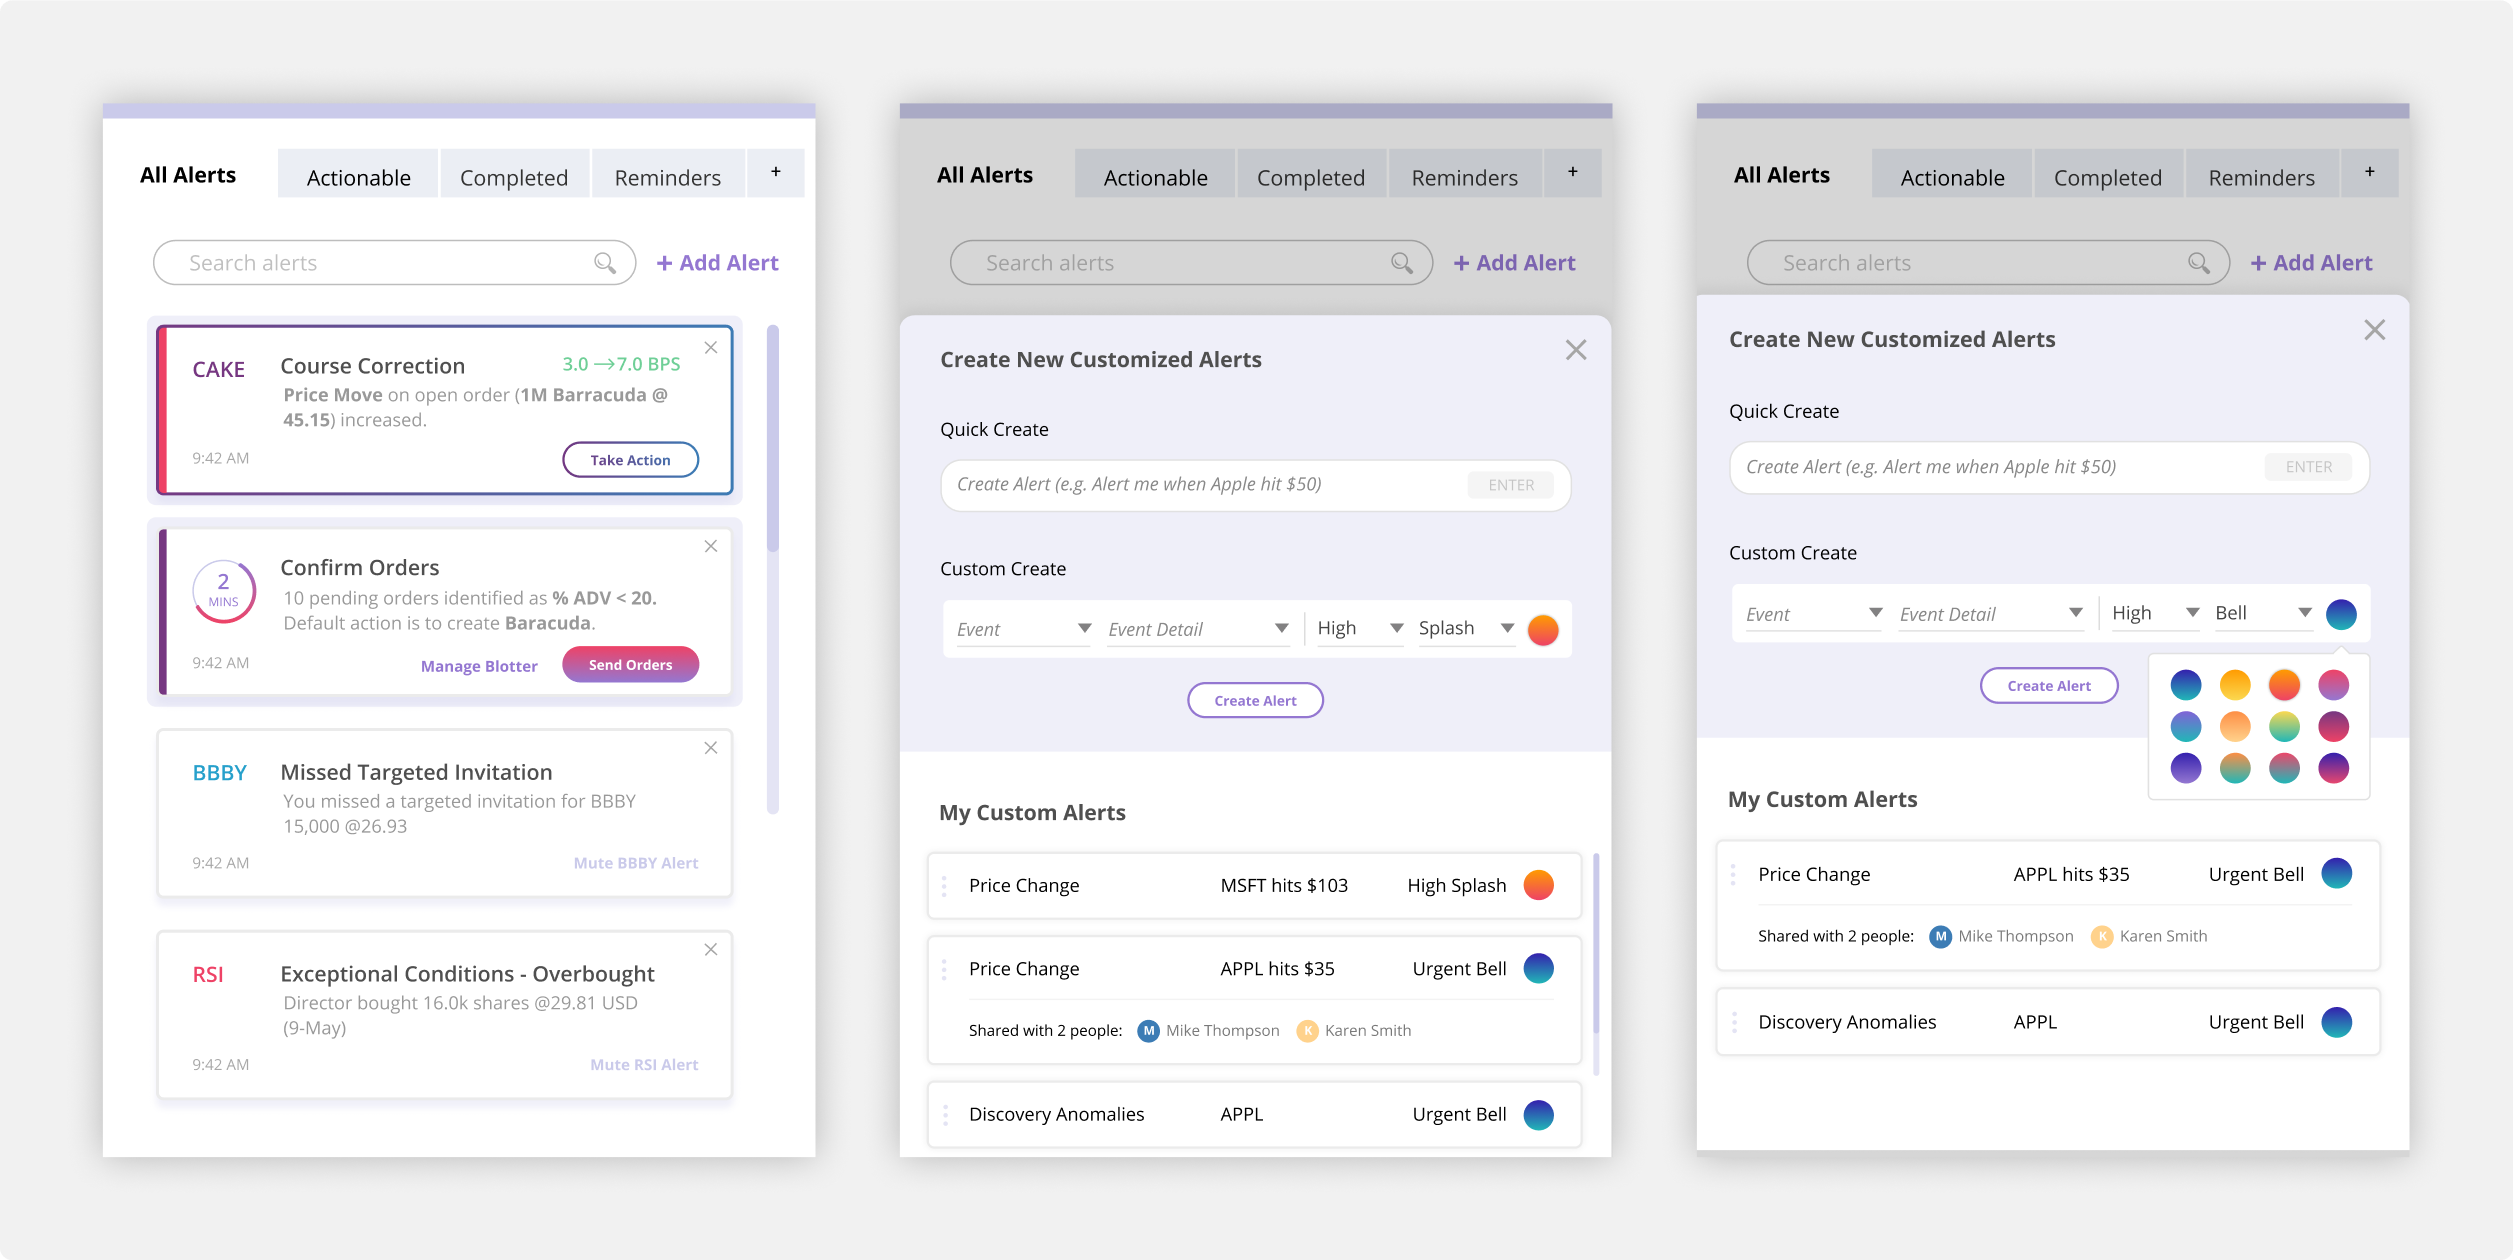 All Alerts
Actionable
Completed
Reminders
+
Search alerts
+ Add Alert
CAKE
Course Correction
3.0 →7.0 BPS
Price Move on open order (1M Barracuda @
45.15) increased.
9:42 AM
Take Action
2
MINS
Confirm Orders
10 pending orders identified as % ADV < 20.
Default action is to create Baracuda.
9:42 AM
Manage Blotter
Send Orders
BBBY
Missed Targeted Invitation
You missed a targeted invitation for BBBY
15,000 @26.93
9:42 AM
Mute BBBY Alert
RSI
Exceptional Conditions - Overbought
Director bought 16.0k shares @29.81 USD
(9-May)
9:42 AM
Mute RSI Alert
All Alerts
Actionable
Completed
Reminders
+
Search alerts
+ Add Alert
Create New Customized Alerts
Quick Create
Create Alert (e.g. Alert me when Apple hit $50)
ENTER
Custom Create
Event
Event Detail
High
Splash
Create Alert
My Custom Alerts
Price Change
MSFT hits $103
High Splash
Price Change
APPL hits $35
Urgent Bell
Shared with 2 people:
M
Mike Thompson
K
Karen Smith
Discovery Anomalies
APPL
Urgent Bell
All Alerts
Actionable
Completed
Reminders
+
Search alerts
+ Add Alert
Create New Customized Alerts
Quick Create
Create Alert (e.g. Alert me when Apple hit $50)
ENTER
Custom Create
Event
Event Detail
High
Bell
Create Alert
My Custom Alerts
Price Change
APPL hits $35
Urgent Bell
Shared with 2 people:
M
Mike Thompson
K
Karen Smith
Discovery Anomalies
APPL
Urgent Bell